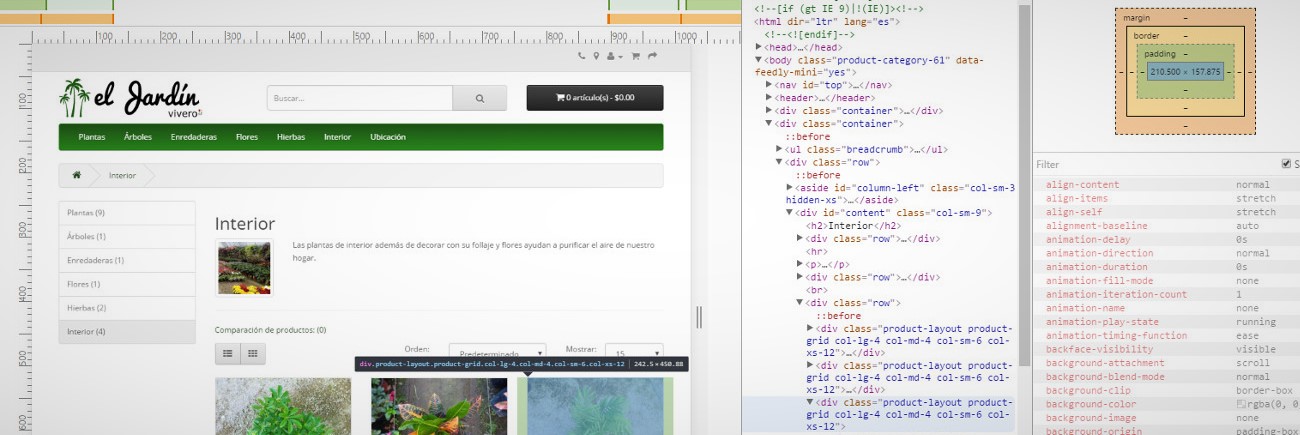 100
200
300
400
500
600
700
800
900
1000
100
200
300
400
500
600
el Jardín
vivero
Buscar...
0 artículo(s) - $0.00
Plantas Árboles Enredaderas Flores Hierbas Interior Ubicación
Interior
Plantas (9)
Árboles (1)
Enredaderas (1)
Flores (1)
Hierbas (2)
Interior (4)
Interior
Las plantas de interior además de decorar con su follaje y flores ayudan a purificar el aire de nuestro
hogar.
Comparación de productos: (0)
Orden: Predeterminado Mostrar: 15
div.product-layout.product-grid.col-lg-4.col-md-4.col-sm-6.col-xs-12 | 242.5 × 450.88
<!--[if (gt IE 9)|!(IE)]><!-->
<html dir="ltr" lang="es">
<!--<![endif]-->
<head>…</head>
<body class="product-category-61" data-
feedly-mini="yes">
<nav id="top">…</nav>
<header>…</header>
<div class="container">…</div>
<div class="container">
::before
<ul class="breadcrumb">…</ul>
<div class="row">
::before
<aside id="column-left" class="col-sm-3
hidden-xs">…</aside>
<div id="content" class="col-sm-9">
<h2>Interior</h2>
<div class="row">…</div>
<hr>
<p>…</p>
<div class="row">…</div>
<br>
<div class="row">
::before
<div class="product-layout product-
grid col-lg-4 col-md-4 col-sm-6 col-
xs-12">…</div>
<div class="product-layout product-
grid col-lg-4 col-md-4 col-sm-6 col-
xs-12">…</div>
<div class="product-layout product-
grid col-lg-4 col-md-4 col-sm-6 col-
xs-12">
margin -
border -
padding -
- - - 210.500 × 157.875 - - -
-
-
-
Filter S
align-content normal
align-items stretch
align-self stretch
alignment-baseline auto
animation-delay 0s
animation-direction normal
animation-duration 0s
animation-fill-mode none
animation-iteration-count 1
animation-name none
animation-play-state running
animation-timing-function ease
backface-visibility visible
background-attachment scroll
background-blend-mode normal
background-clip border-box
background-color rgba(0, 0,
background-image none
background-origin padding-box